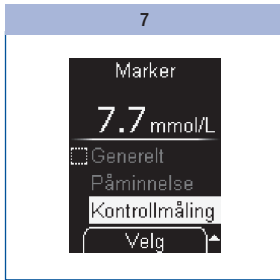 7
Marker
7.7 mmol/L
Generelt
Påminnelse
Kontrollmåling
Velg